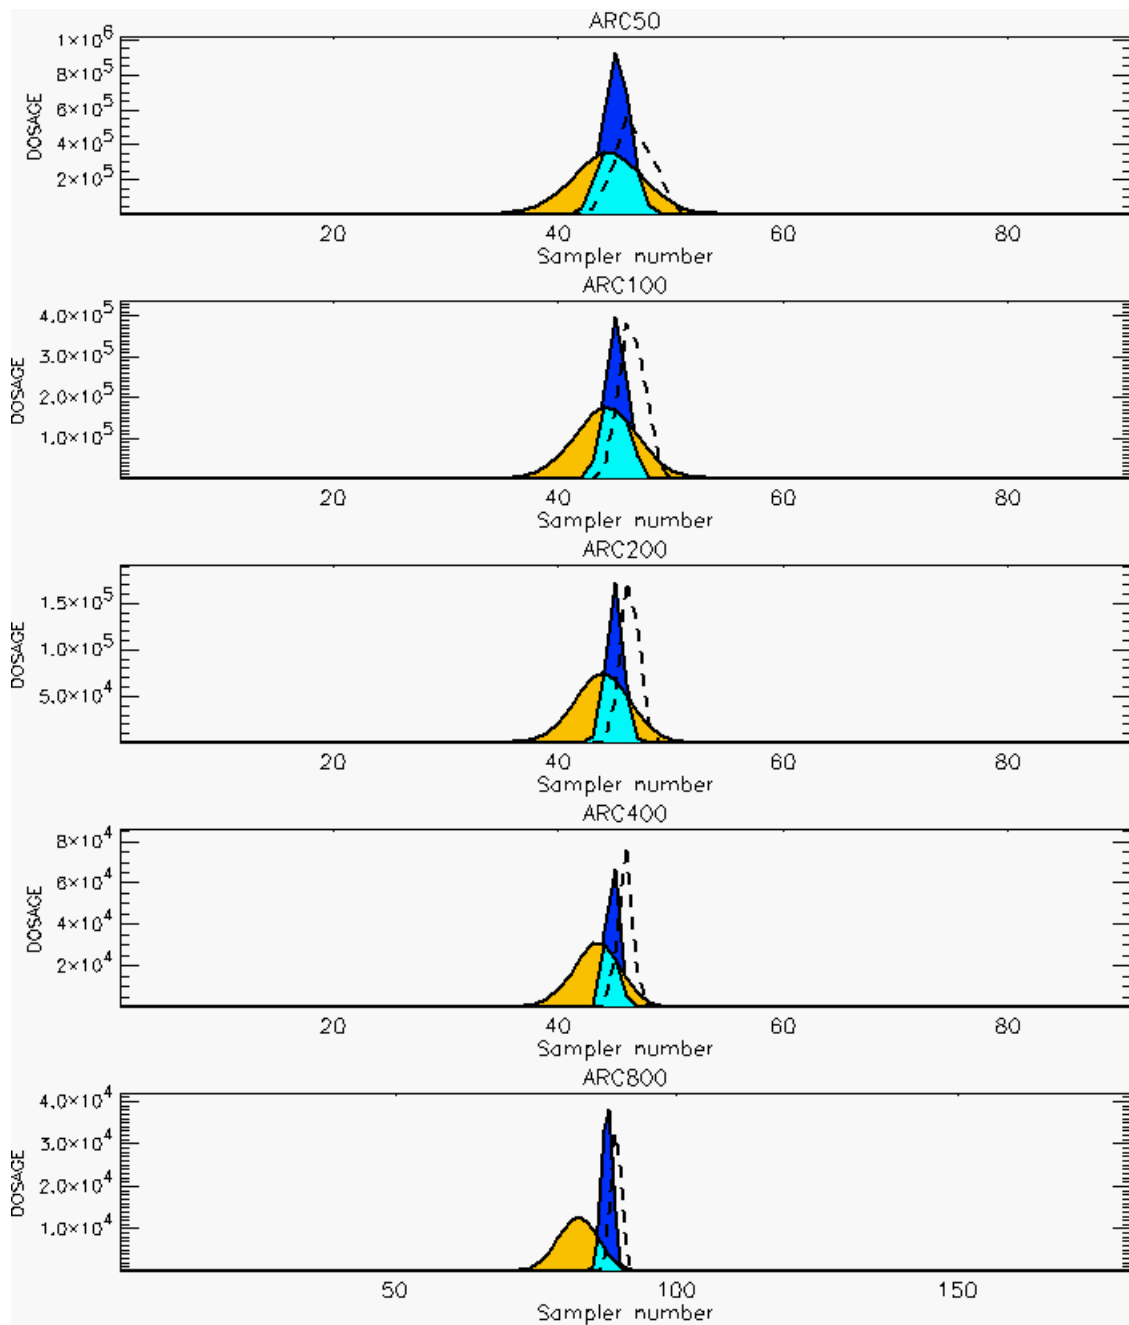 ARC50
1×10⁶
8×10⁵
6×10⁵
4×10⁵
2×10⁵
DOSAGE
20 40 60 80
Sampler number
ARC100
4.0×10⁵
3.0×10⁵
2.0×10⁵
1.0×10⁵
DOSAGE
20 40 60 80
Sampler number
ARC200
1.5×10⁵
1.0×10⁵
5.0×10⁴
DOSAGE
20 40 60 80
Sampler number
ARC400
8×10⁴
6×10⁴
4×10⁴
2×10⁴
DOSAGE
20 40 60 80
Sampler number
ARC800
4.0×10⁴
3.0×10⁴
2.0×10⁴
1.0×10⁴
DOSAGE
50 100 150
Sampler number